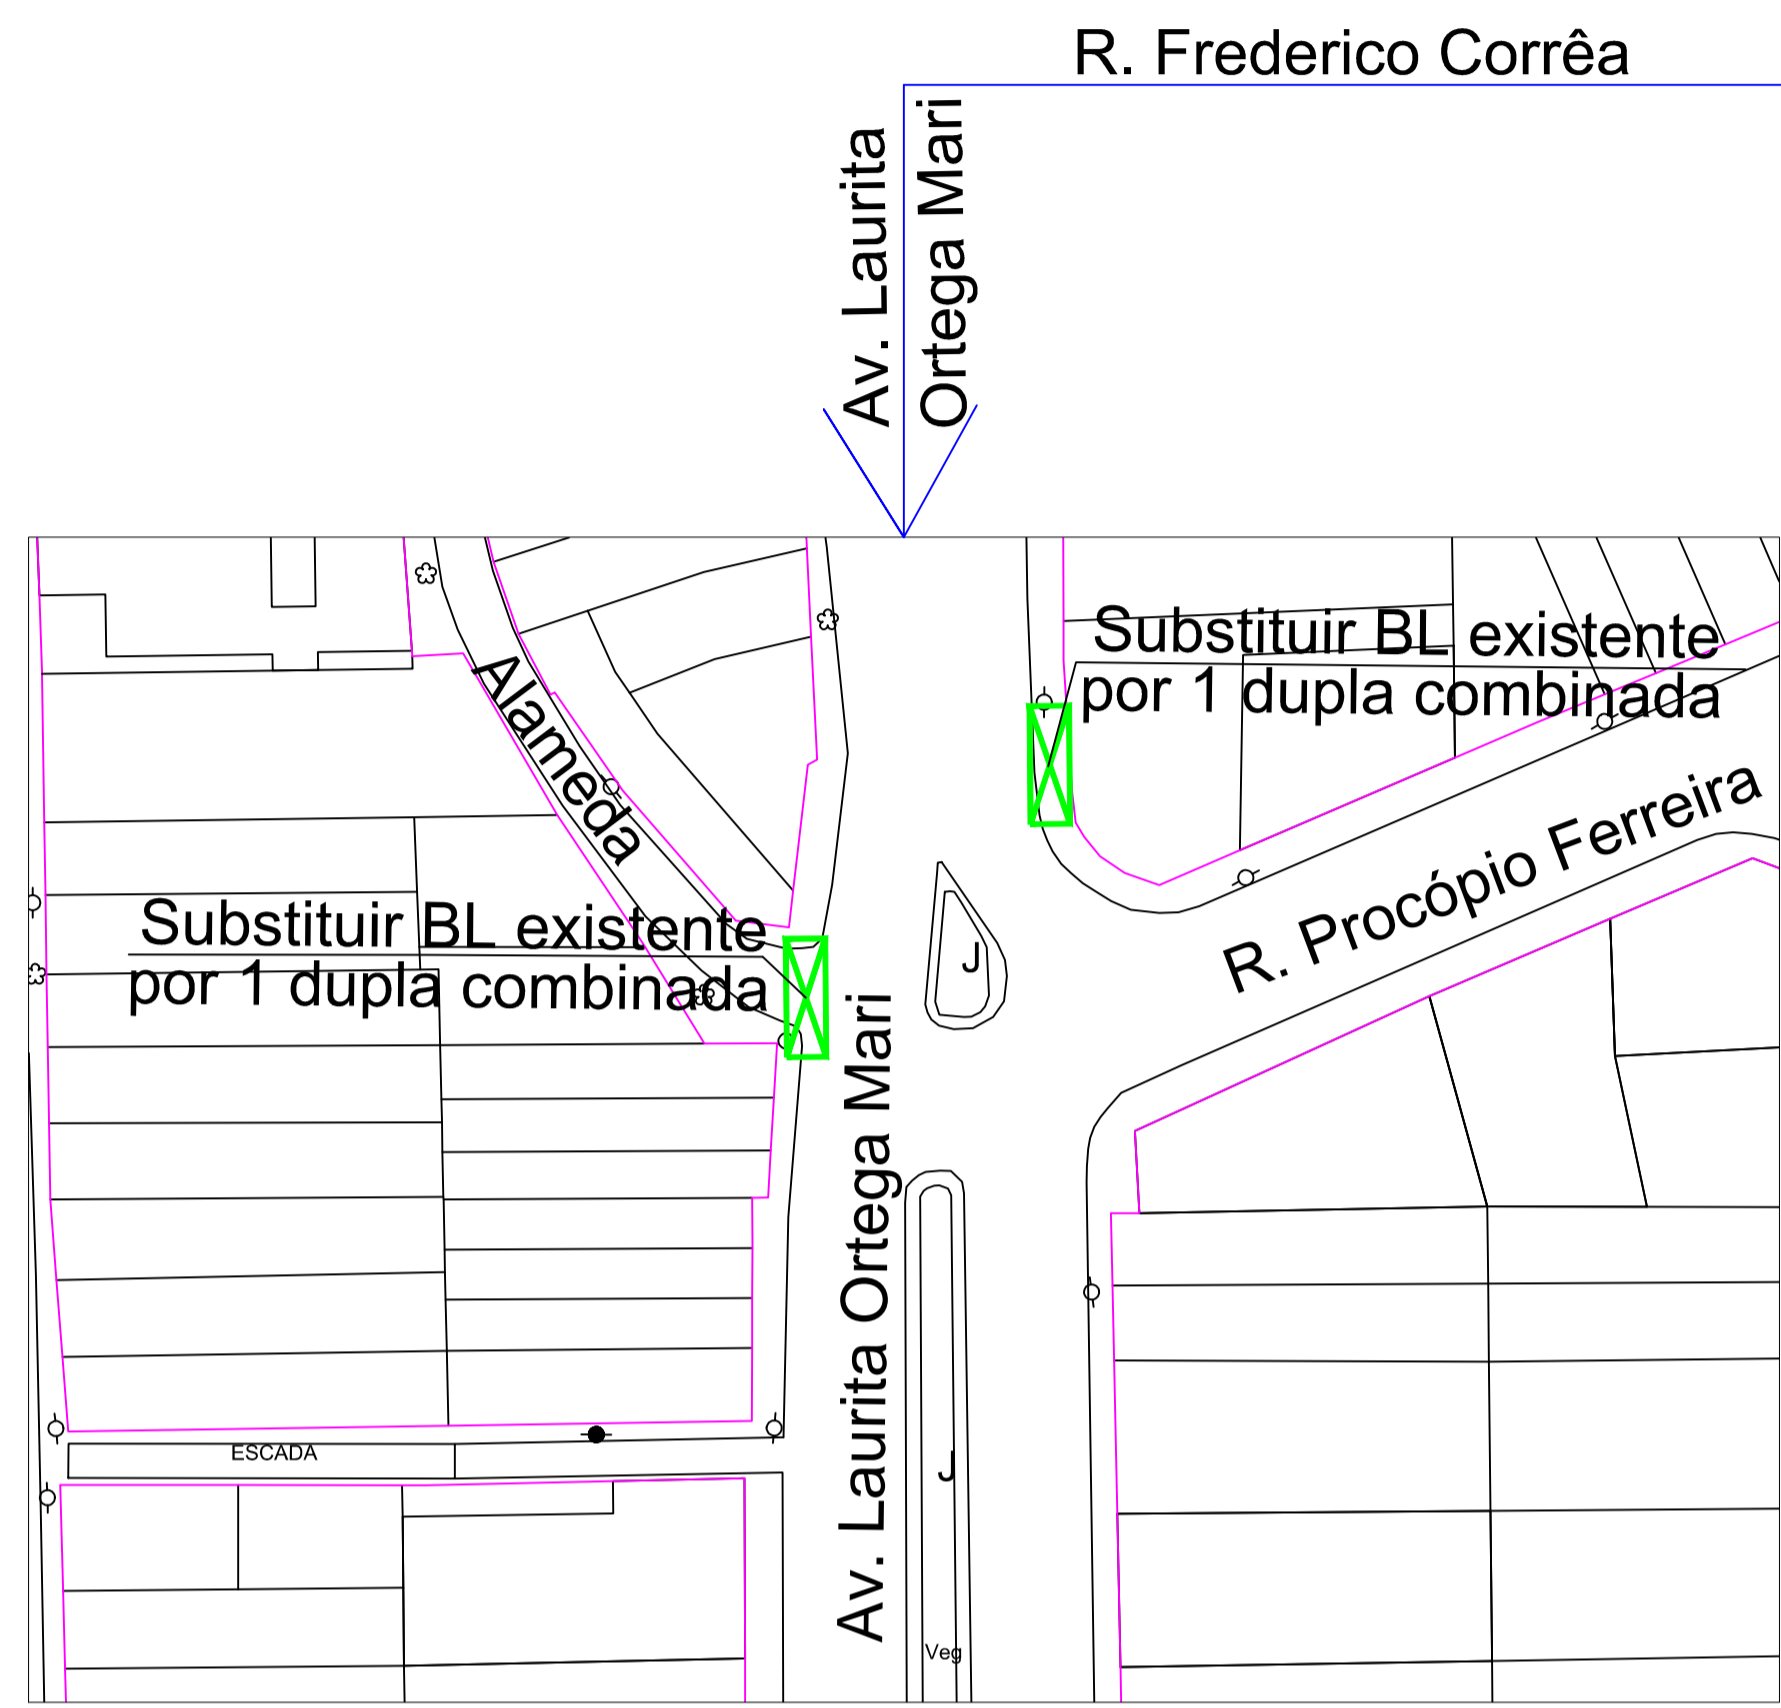 R. Frederico Corrêa
Av. Laurita
Ortega Mari
Substituir BL existente
por 1 dupla combinada
Alameda
R. Procópio Ferreira
Substituir BL existente
por 1 dupla combinada
J
Av. Laurita Ortega Mari
ESCADA
J
Veg